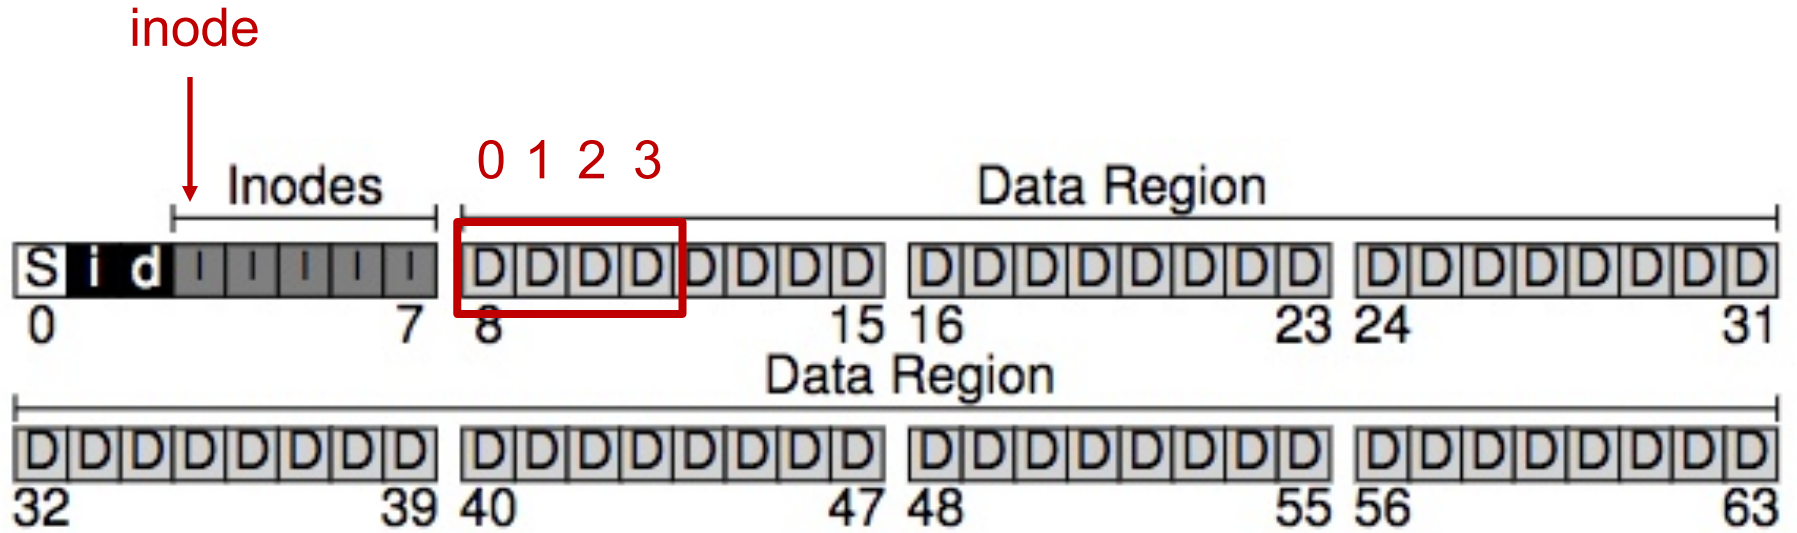 inode
0 1 2 3
Inodes Data Region
S i d I I I I I D D D D D D D D D D D D D D D D D D D D D D D D
0 7 8 15 16 23 24 31
Data Region
D D D D D D D D D D D D D D D D D D D D D D D D D D D D D D D D
32 39 40 47 48 55 56 63